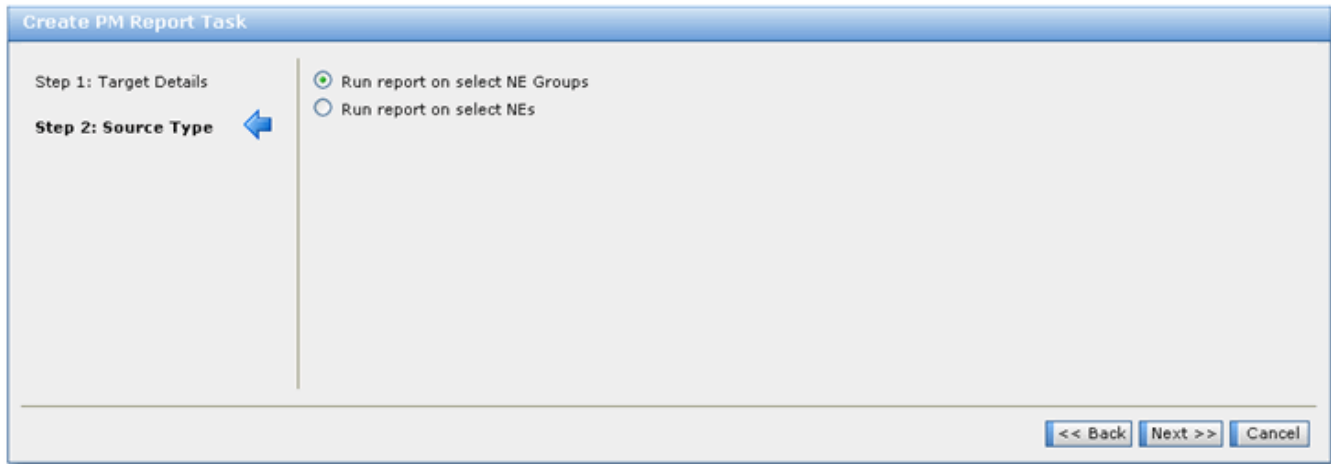 Create PM Report Task
Step 1: Target Details
Step 2: Source Type
Run report on select NE Groups
Run report on select NEs
<< Back
Next >>
Cancel